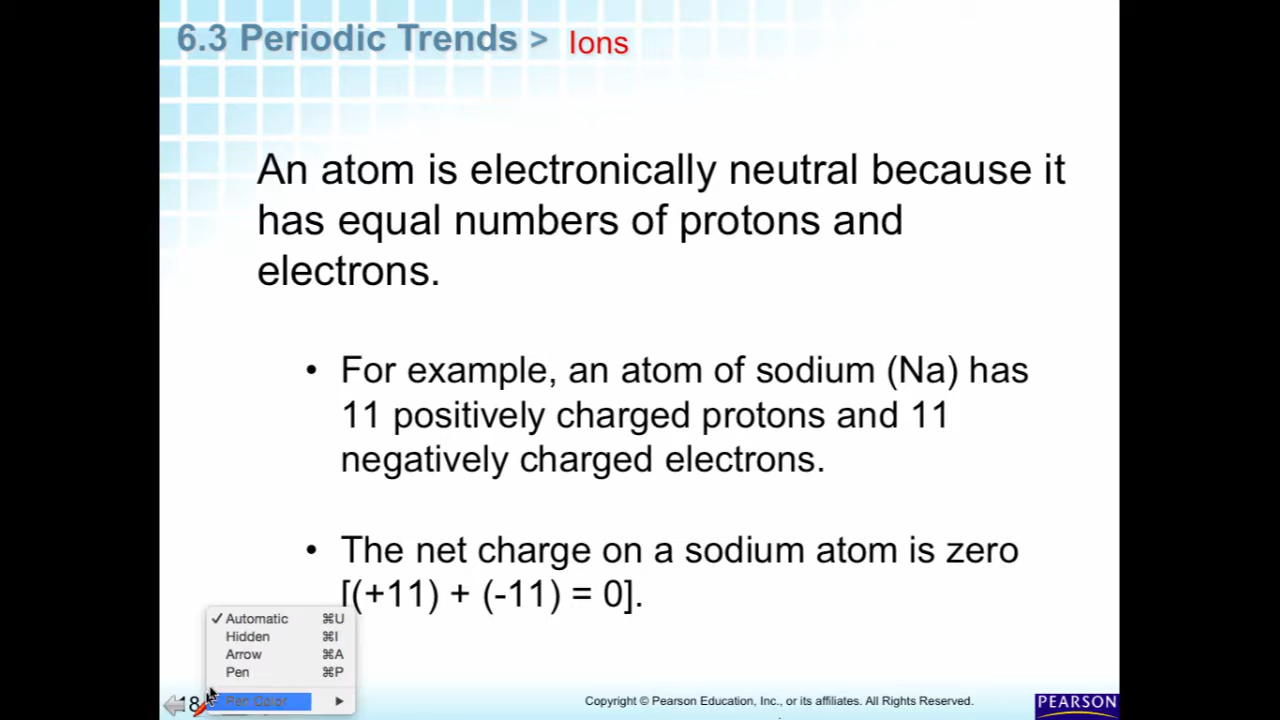 6.3 Periodic Trends > Ions
An atom is electronically neutral because it
has equal numbers of protons and
electrons.
• For example, an atom of sodium (Na) has
11 positively charged protons and 11
negatively charged electrons.
• The net charge on a sodium atom is zero
[(+11) + (-11) = 0].
✓ Automatic ⌘U
Hidden ⌘I
Arrow ⌘A
Pen ⌘P
Pen Color ▶
18
Copyright © Pearson Education, Inc., or its affiliates. All Rights Reserved.
PEARSON